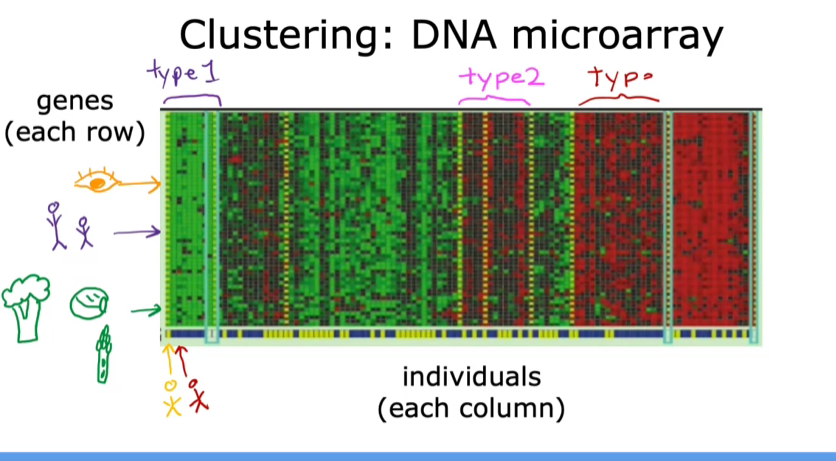 Clustering: DNA microarray
type1
type2
typ
genes
(each row)
individuals
(each column)